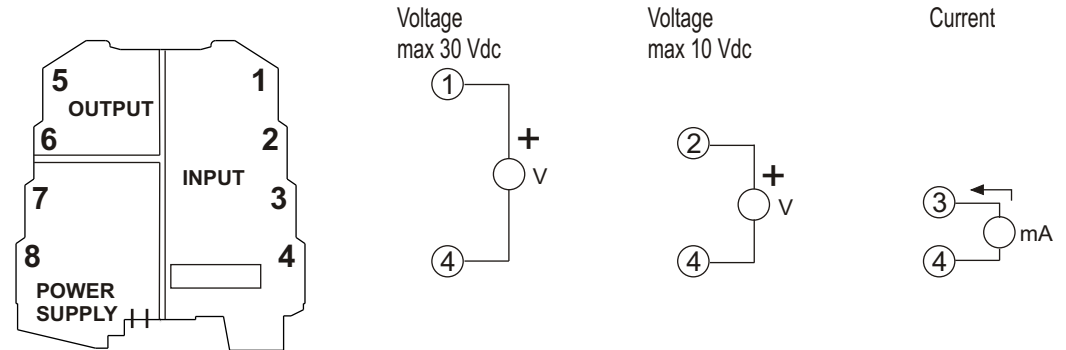 5
OUTPUT
6
7
8
POWER
SUPPLY
1
2
INPUT
3
4
Voltage
max 30 Vdc
1
+
V
4
Voltage
max 10 Vdc
2
+
V
4
Current
3
mA
4